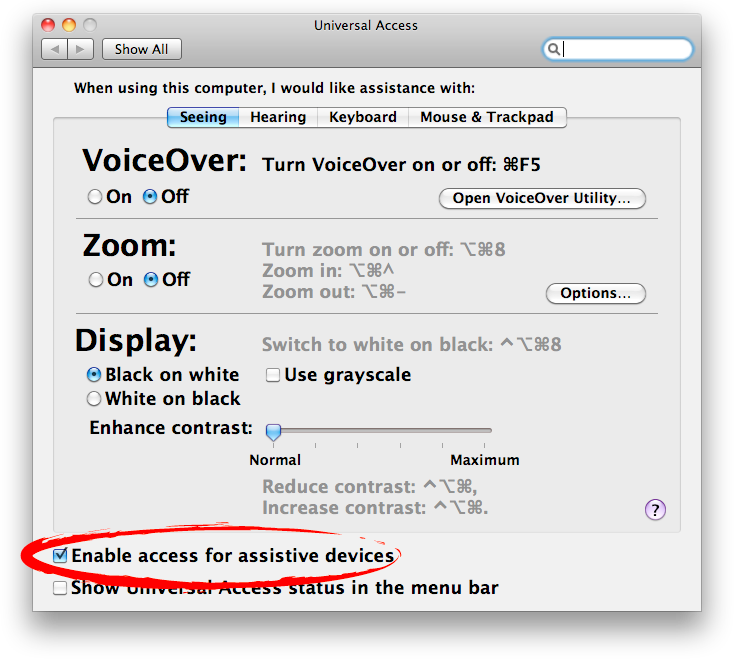 Universal Access
Show All
When using this computer, I would like assistance with:
Seeing Hearing Keyboard Mouse & Trackpad
VoiceOver: Turn VoiceOver on or off: ⌘F5
On Off Open VoiceOver Utility...
Zoom: Turn zoom on or off: ⌥⌘8
Zoom in: ⌥⌘^
On Off
Zoom out: ⌥⌘-
Options...
Display: Switch to white on black: ^⌥⌘8
Black on white Use grayscale
White on black
Enhance contrast:
Normal Maximum
Reduce contrast: ^⌥⌘,
Increase contrast: ^⌥⌘.
?
Enable access for assistive devices
Show Universal Access status in the menu bar